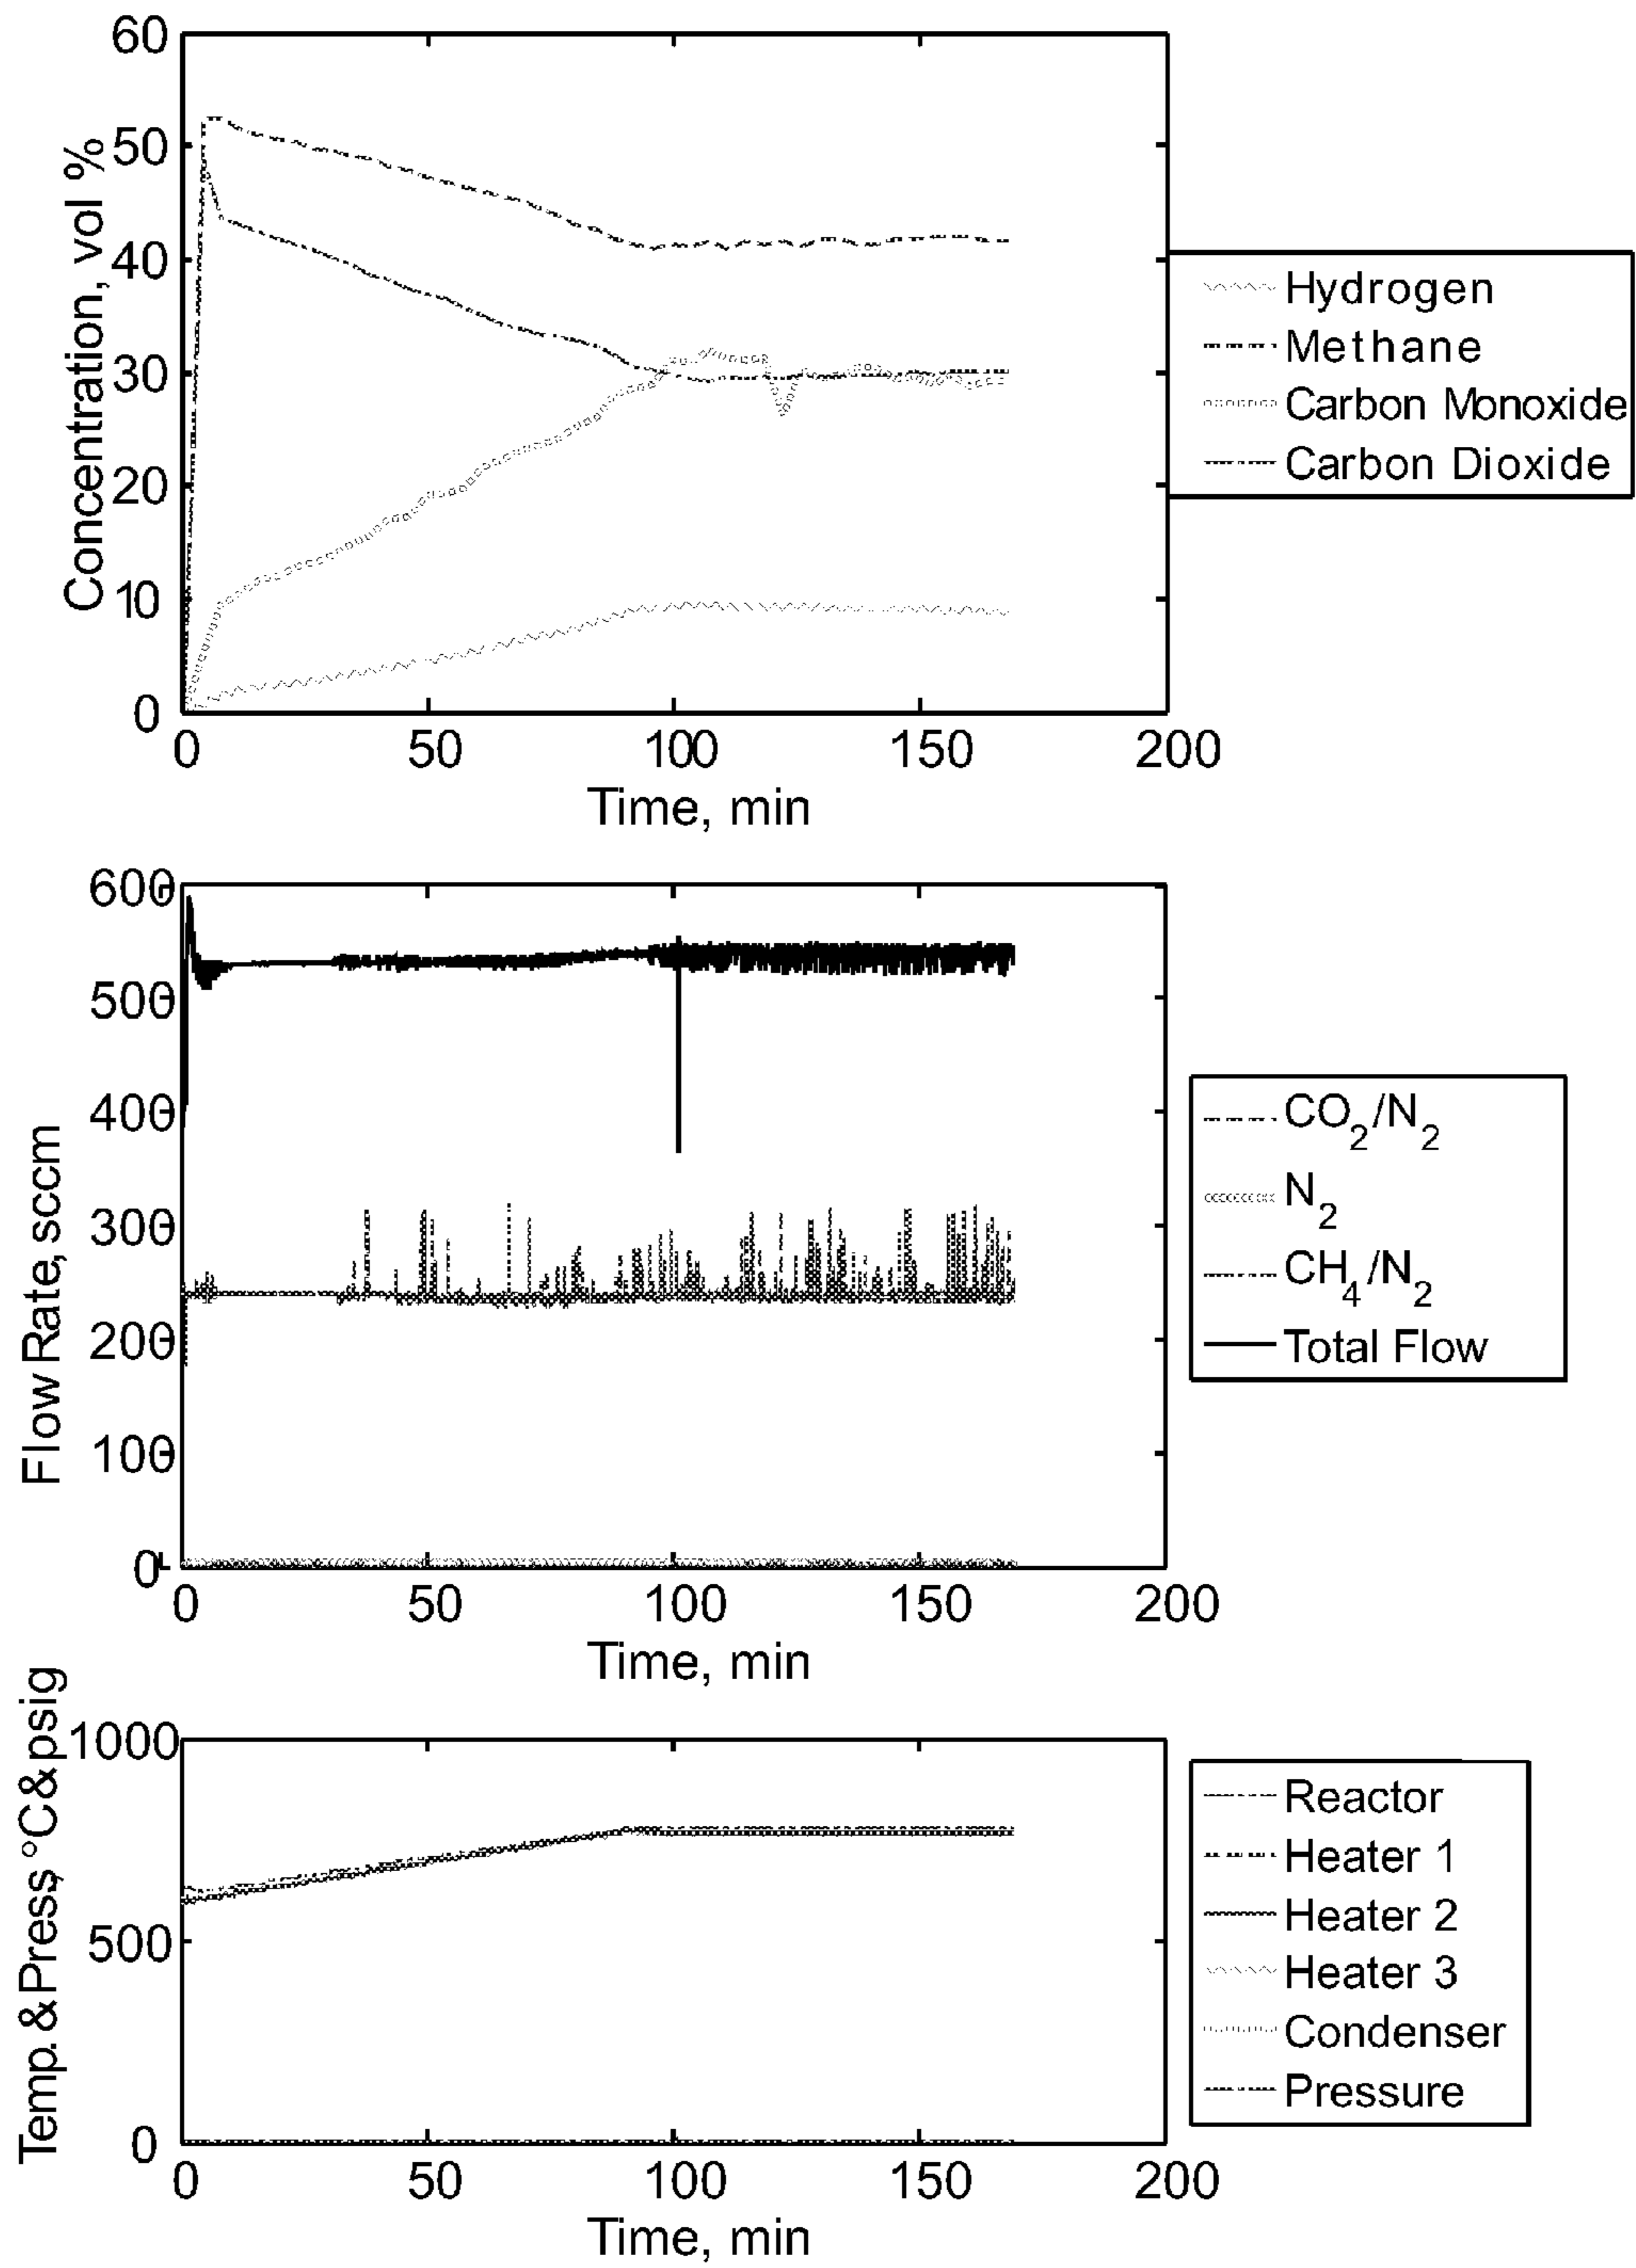 60
50
40
30
20
10
0
Concentration, vol %
0 50 100 150 200
Time, min
Hydrogen
Methane
Carbon Monoxide
Carbon Dioxide
600
500
400
300
200
100
0
Flow Rate, sccm
0 50 100 150 200
Time, min
CO2/N2
N2
CH4/N2
Total Flow
1000
500
0
Temp. & Press, °C & psig
0 50 100 150 200
Time, min
Reactor
Heater 1
Heater 2
Heater 3
Condenser
Pressure